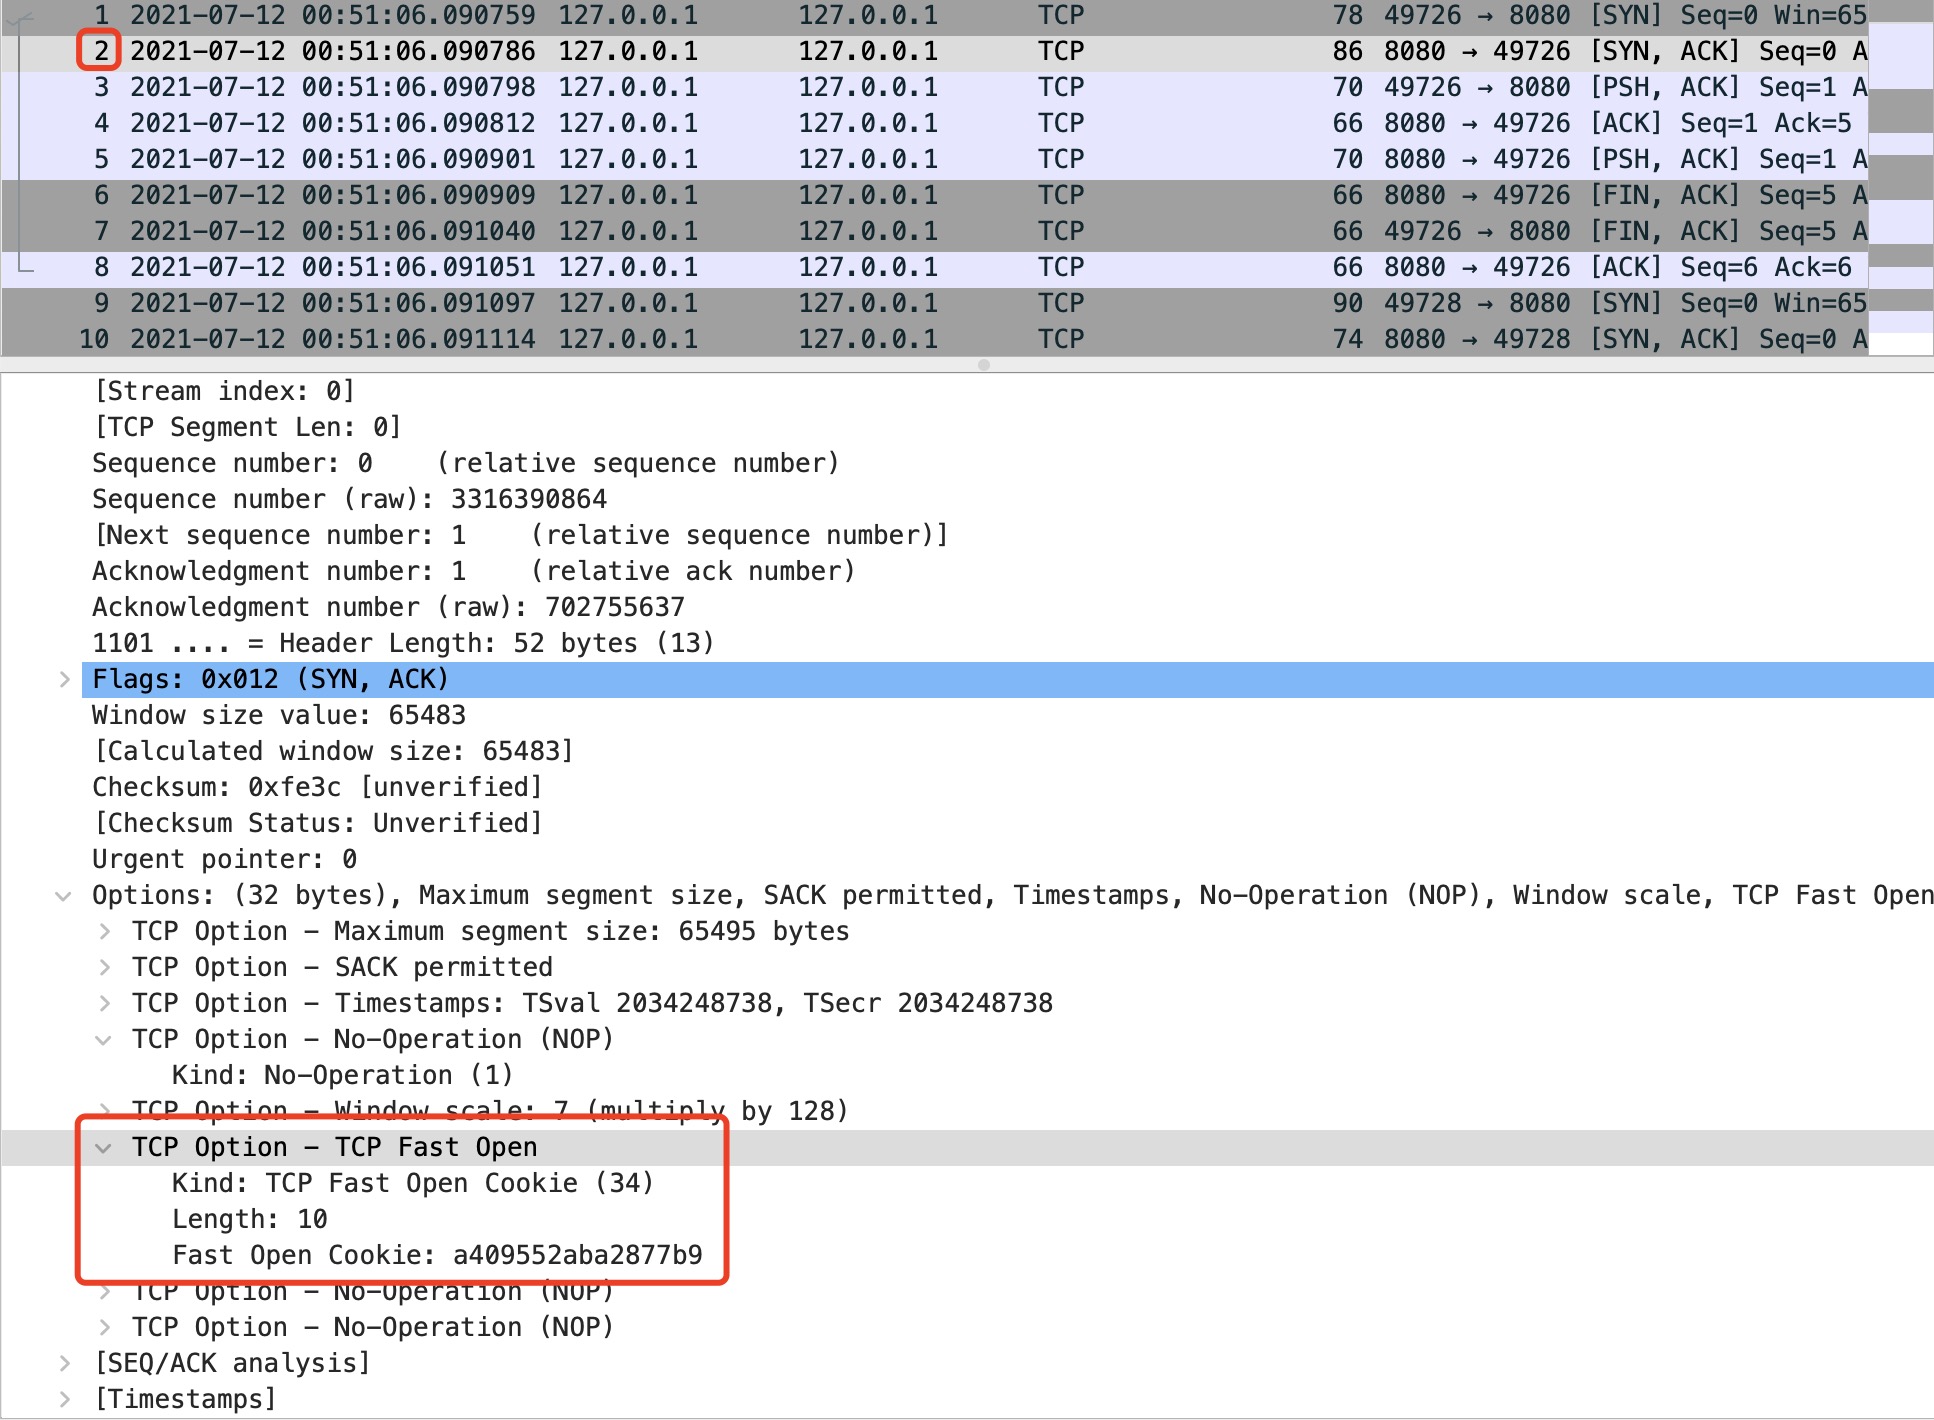 1 2021-07-12 00:51:06.090759 127.0.0.1 127.0.0.1 TCP 78 49726 → 8080 [SYN] Seq=0 Win=65
2 2021-07-12 00:51:06.090786 127.0.0.1 127.0.0.1 TCP 86 8080 → 49726 [SYN, ACK] Seq=0 A
3 2021-07-12 00:51:06.090798 127.0.0.1 127.0.0.1 TCP 70 49726 → 8080 [PSH, ACK] Seq=1 A
4 2021-07-12 00:51:06.090812 127.0.0.1 127.0.0.1 TCP 66 8080 → 49726 [ACK] Seq=1 Ack=5
5 2021-07-12 00:51:06.090901 127.0.0.1 127.0.0.1 TCP 70 8080 → 49726 [PSH, ACK] Seq=1 A
6 2021-07-12 00:51:06.090909 127.0.0.1 127.0.0.1 TCP 66 8080 → 49726 [FIN, ACK] Seq=5 A
7 2021-07-12 00:51:06.091040 127.0.0.1 127.0.0.1 TCP 66 49726 → 8080 [FIN, ACK] Seq=5 A
8 2021-07-12 00:51:06.091051 127.0.0.1 127.0.0.1 TCP 66 8080 → 49726 [ACK] Seq=6 Ack=6
9 2021-07-12 00:51:06.091097 127.0.0.1 127.0.0.1 TCP 90 49728 → 8080 [SYN] Seq=0 Win=65
10 2021-07-12 00:51:06.091114 127.0.0.1 127.0.0.1 TCP 74 8080 → 49728 [SYN, ACK] Seq=0 A
[Stream index: 0]
[TCP Segment Len: 0]
Sequence number: 0 (relative sequence number)
Sequence number (raw): 3316390864
[Next sequence number: 1 (relative sequence number)]
Acknowledgment number: 1 (relative ack number)
Acknowledgment number (raw): 702755637
1101 .... = Header Length: 52 bytes (13)
Flags: 0x012 (SYN, ACK)
Window size value: 65483
[Calculated window size: 65483]
Checksum: 0xfe3c [unverified]
[Checksum Status: Unverified]
Urgent pointer: 0
Options: (32 bytes), Maximum segment size, SACK permitted, Timestamps, No-Operation (NOP), Window scale, TCP Fast Open
TCP Option – Maximum segment size: 65495 bytes
TCP Option – SACK permitted
TCP Option – Timestamps: TSval 2034248738, TSecr 2034248738
TCP Option – No-Operation (NOP)
Kind: No-Operation (1)
TCP Option – Window scale: 7 (multiply by 128)
TCP Option – TCP Fast Open
Kind: TCP Fast Open Cookie (34)
Length: 10
Fast Open Cookie: a409552aba2877b9
TCP Option – No-Operation (NOP)
TCP Option – No-Operation (NOP)
[SEQ/ACK analysis]
[Timestamps]